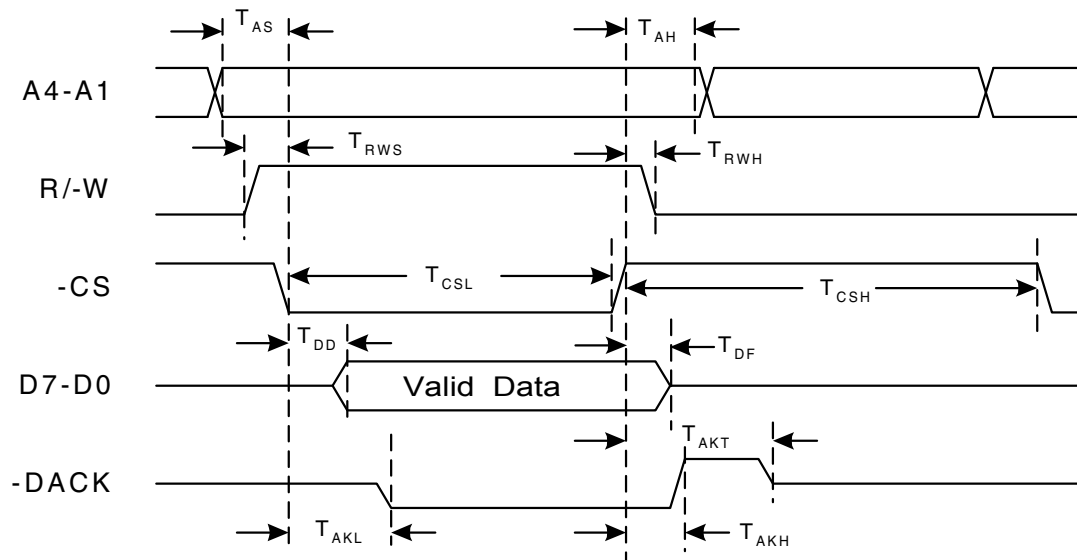 TAS
TAH
A4-A1
TRWS
TRWH
R/-W
-CS
TCSL
TCSH
TDD
TDF
D7-D0
Valid Data
TAKT
-DACK
TAKL
TAKH